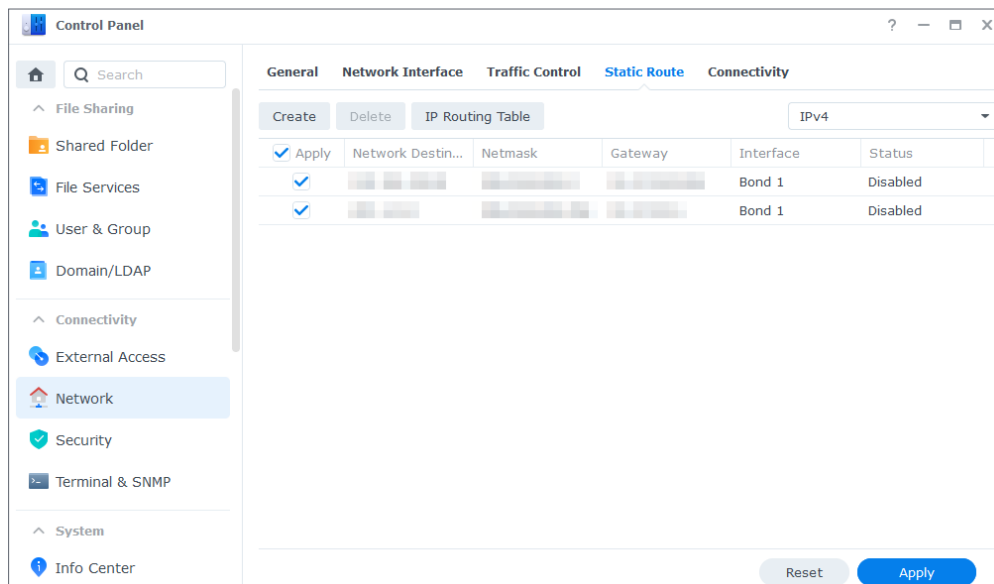 Control Panel
Search
File Sharing
Shared Folder
File Services
User & Group
Domain/LDAP
Connectivity
External Access
Network
Security
Terminal & SNMP
System
Info Center
General Network Interface Traffic Control Static Route Connectivity
Create Delete IP Routing Table IPv4
Apply Network Destin... Netmask Gateway Interface Status
Bond 1 Disabled
Bond 1 Disabled
Reset Apply